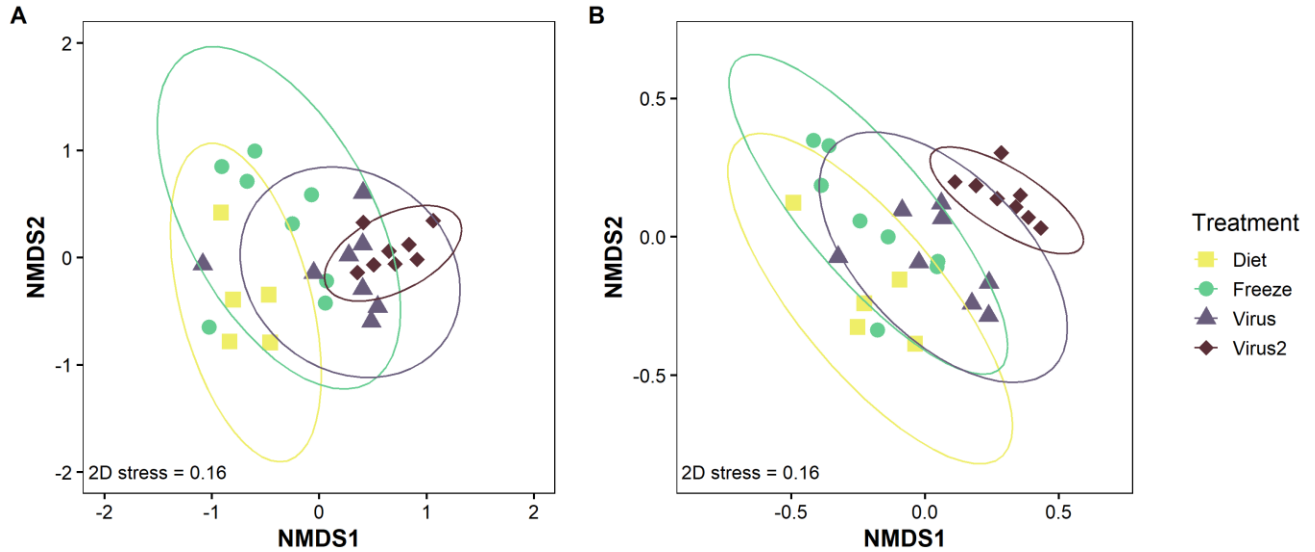 A
2
1
0
-1
-2
NMDS2
2D stress = 0.16
-2
-1
0
1
2
NMDS1
B
0.5
0.0
-0.5
NMDS2
2D stress = 0.16
-0.5
0.0
0.5
NMDS1
Treatment
Diet
Freeze
Virus
Virus2